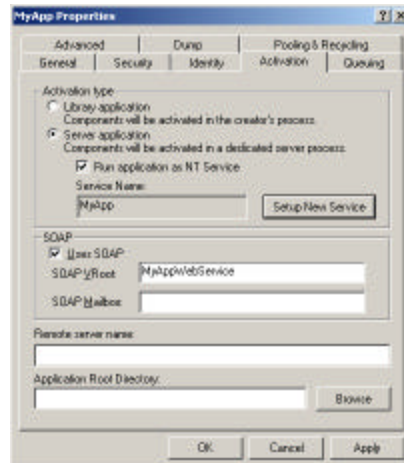 MyApp Properties
Advanced Dump Pooling & Recycling
General Security Identity Activation Queuing
Activation type
Library application
Components will be activated in the creator's process.
Server application
Components will be activated in a dedicated server process.
Run application as NT Service
Service Name:
MyApp Setup New Service
SOAP
Uses SOAP
SOAP VRoot: MyAppWebService
SOAP Mailbox:
Remote server name:
Application Root Directory:
Browse
OK Cancel Apply